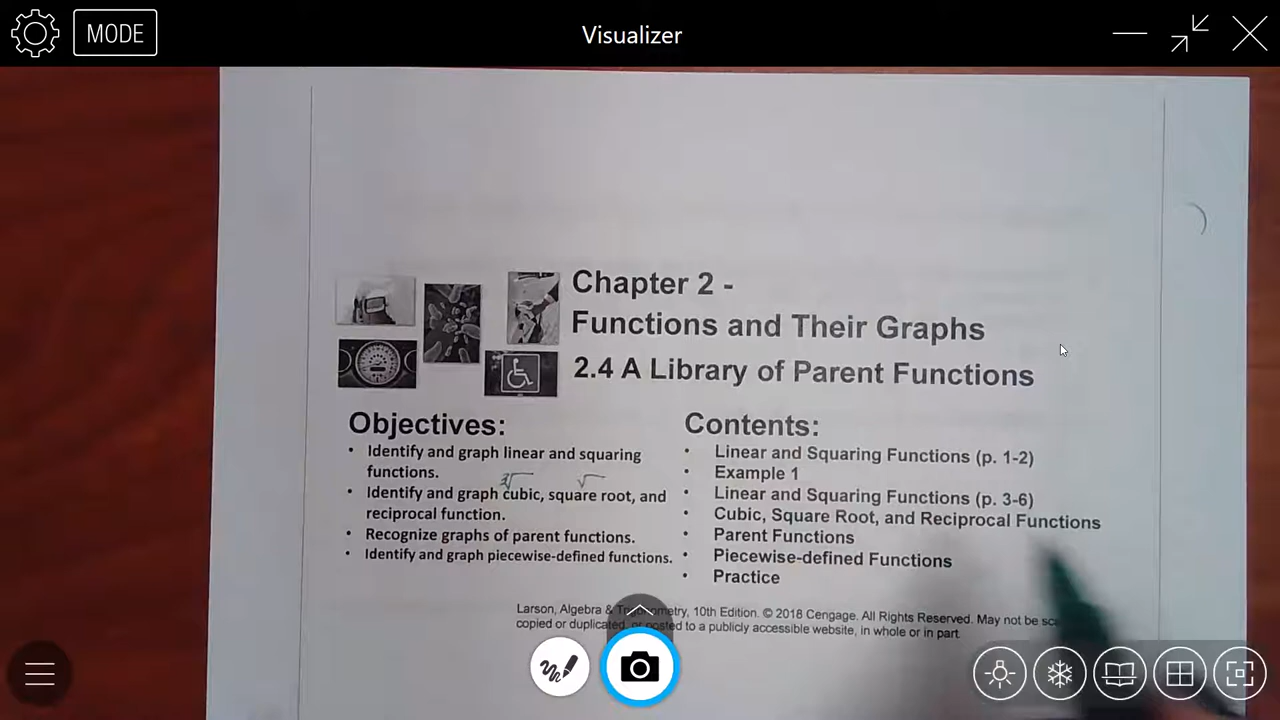 MODE
Visualizer
Chapter 2 -
Functions and Their Graphs
2.4 A Library of Parent Functions
Objectives:
• Identify and graph linear and squaring
functions.
∛ √
• Identify and graph cubic, square root, and
reciprocal function.
• Recognize graphs of parent functions.
• Identify and graph piecewise-defined functions.
Contents:
• Linear and Squaring Functions (p. 1-2)
• Example 1
• Linear and Squaring Functions (p. 3-6)
• Cubic, Square Root, and Reciprocal Functions
• Parent Functions
• Piecewise-defined Functions
• Practice
Larson, Algebra & Trigonometry, 10th Edition. © 2018 Cengage. All Rights Reserved. May not be
copied or duplicated, or posted to a publicly accessible website, in whole or in part.